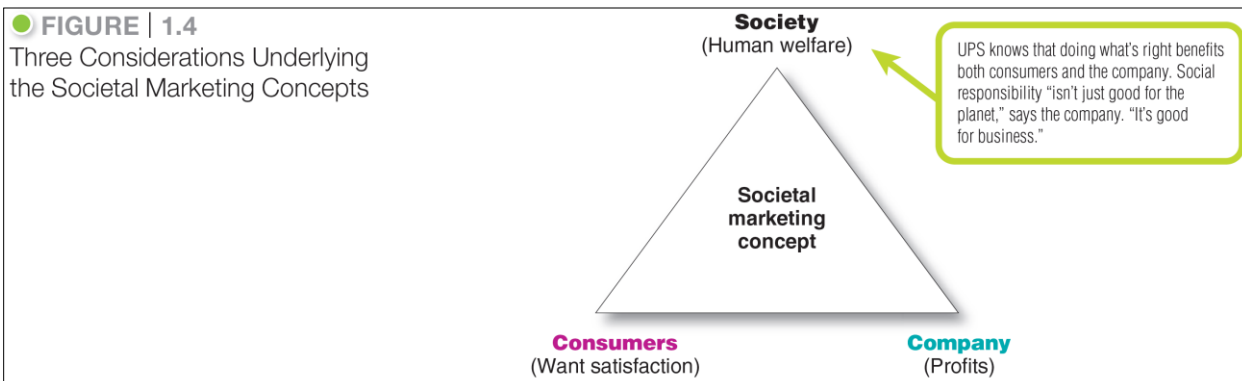 FIGURE | 1.4
Three Considerations Underlying
the Societal Marketing Concepts
Society
(Human welfare)
UPS knows that doing what's right benefits
both consumers and the company. Social
responsibility “isn't just good for the
planet,” says the company. “It's good
for business.”
Societal
marketing
concept
Consumers
(Want satisfaction)
Company
(Profits)